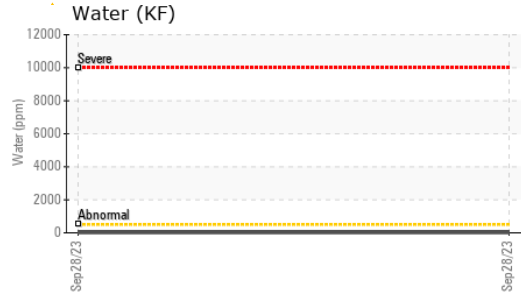 Water (KF)
12000
Severe
10000
8000
6000
4000
2000
Abnormal
0
Water (ppm)
Sep28/23
Sep28/23